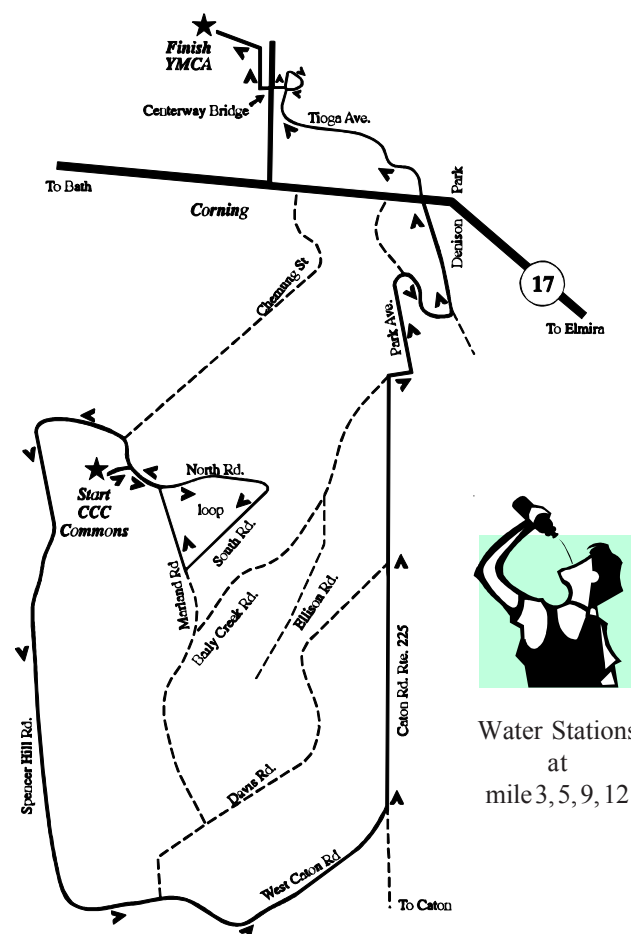 Finish
YMCA
Centerway Bridge
Tioga Ave.
To Bath
Corning
Denison Park
17
To Elmira
Chemung St
Park Ave.
North Rd.
Start
CCC
Commons
loop
South Rd.
Marland Rd
Baily Creek Rd.
Ellison Rd.
Caton Rd. Rte. 225
Spencer Hill Rd.
Davis Rd.
West Caton Rd
To Caton
Water Stations
at
mile 3, 5, 9, 12